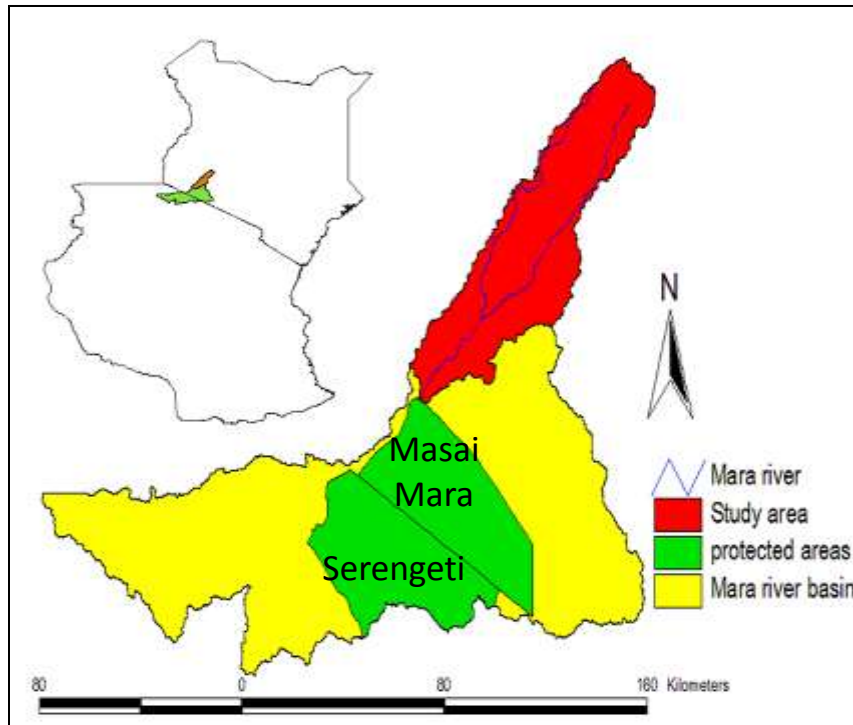 N
Masai
Mara
Serengeti
Mara river
Study area
protected areas
Mara river basin
80 0 80 160 Kilometers